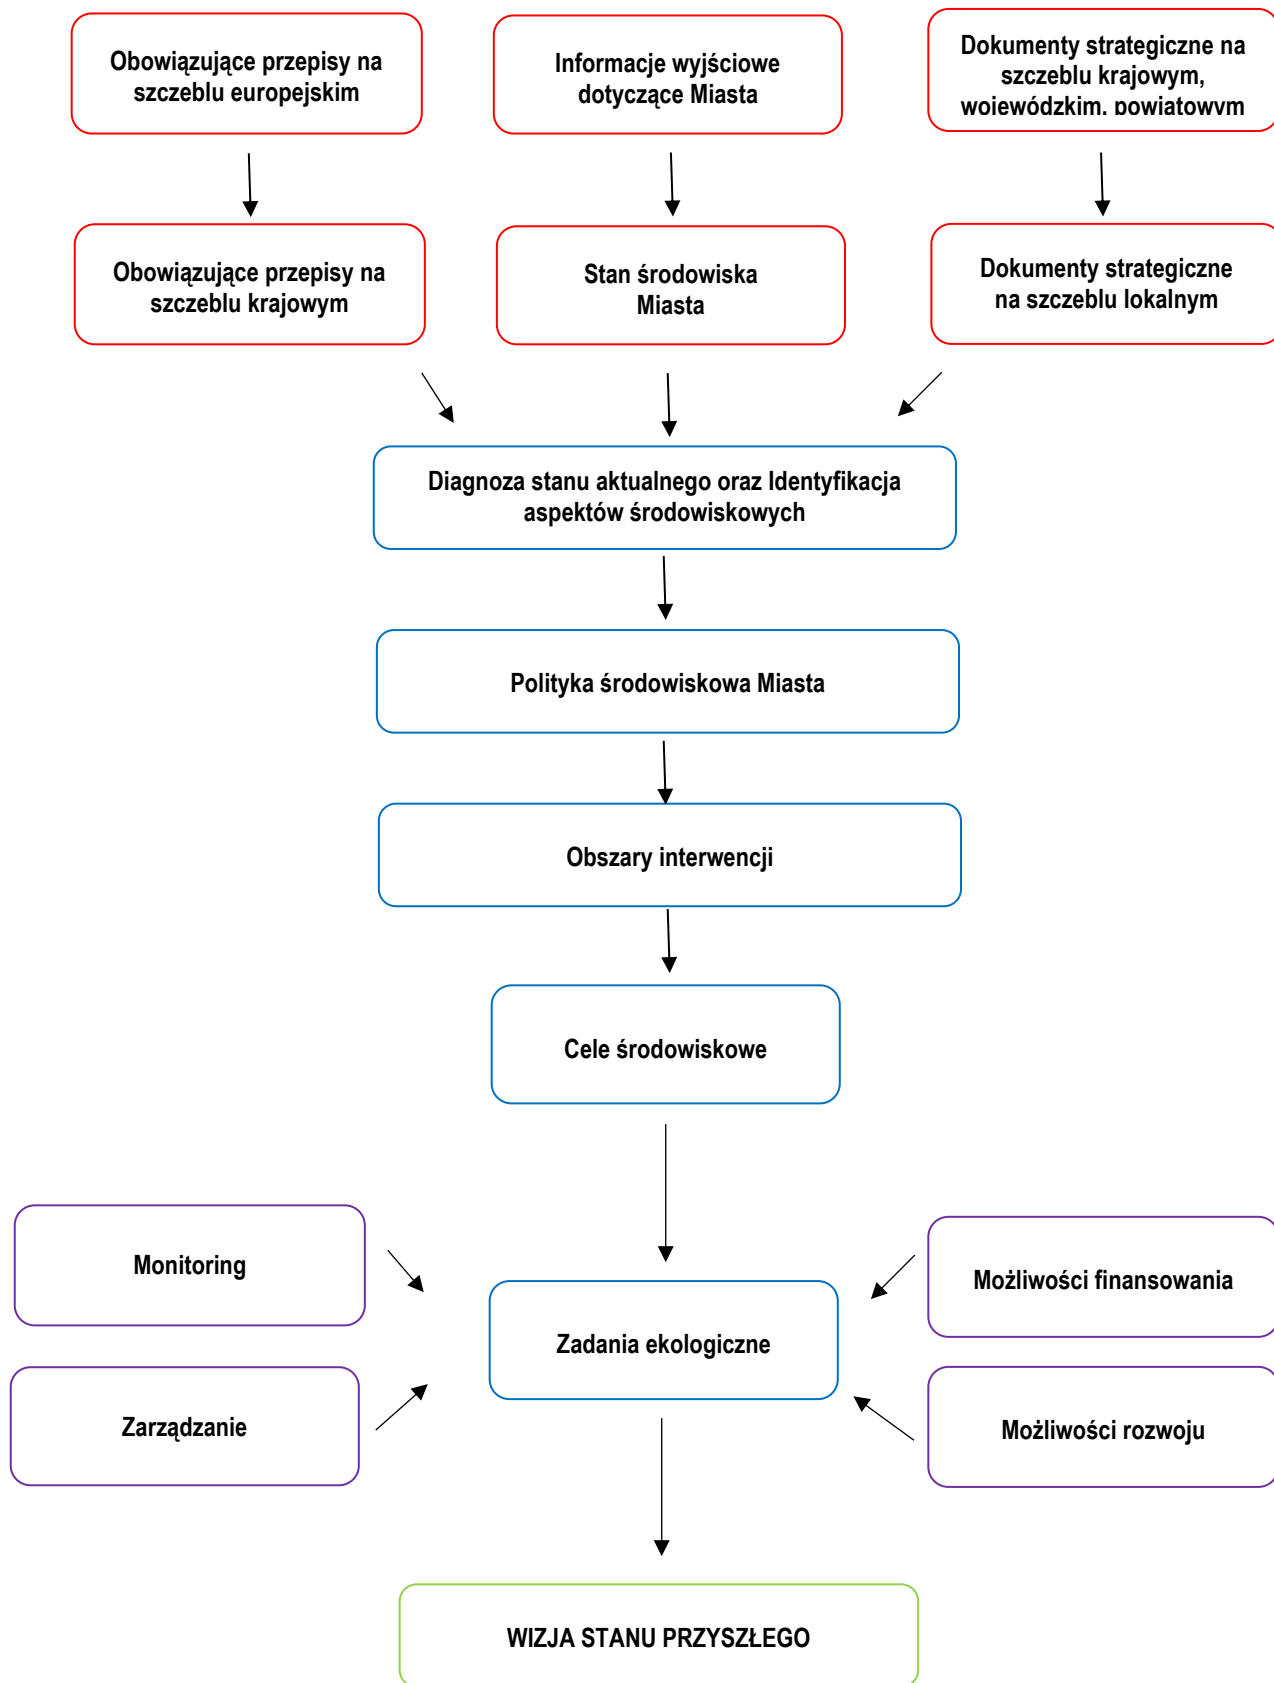 Obowiązujące przepisy na
szczeblu europejskim
Informacje wyjściowe
dotyczące Miasta
Dokumenty strategiczne na
szczeblu krajowym,
wojewódzkim, powiatowym
Obowiązujące przepisy na
szczeblu krajowym
Stan środowiska
Miasta
Dokumenty strategiczne
na szczeblu lokalnym
Diagnoza stanu aktualnego oraz Identyfikacja
aspektów środowiskowych
Polityka środowiskowa Miasta
Obszary interwencji
Cele środowiskowe
Monitoring
Możliwości finansowania
Zadania ekologiczne
Zarządzanie
Możliwości rozwoju
WIZJA STANU PRZYSZŁEGO